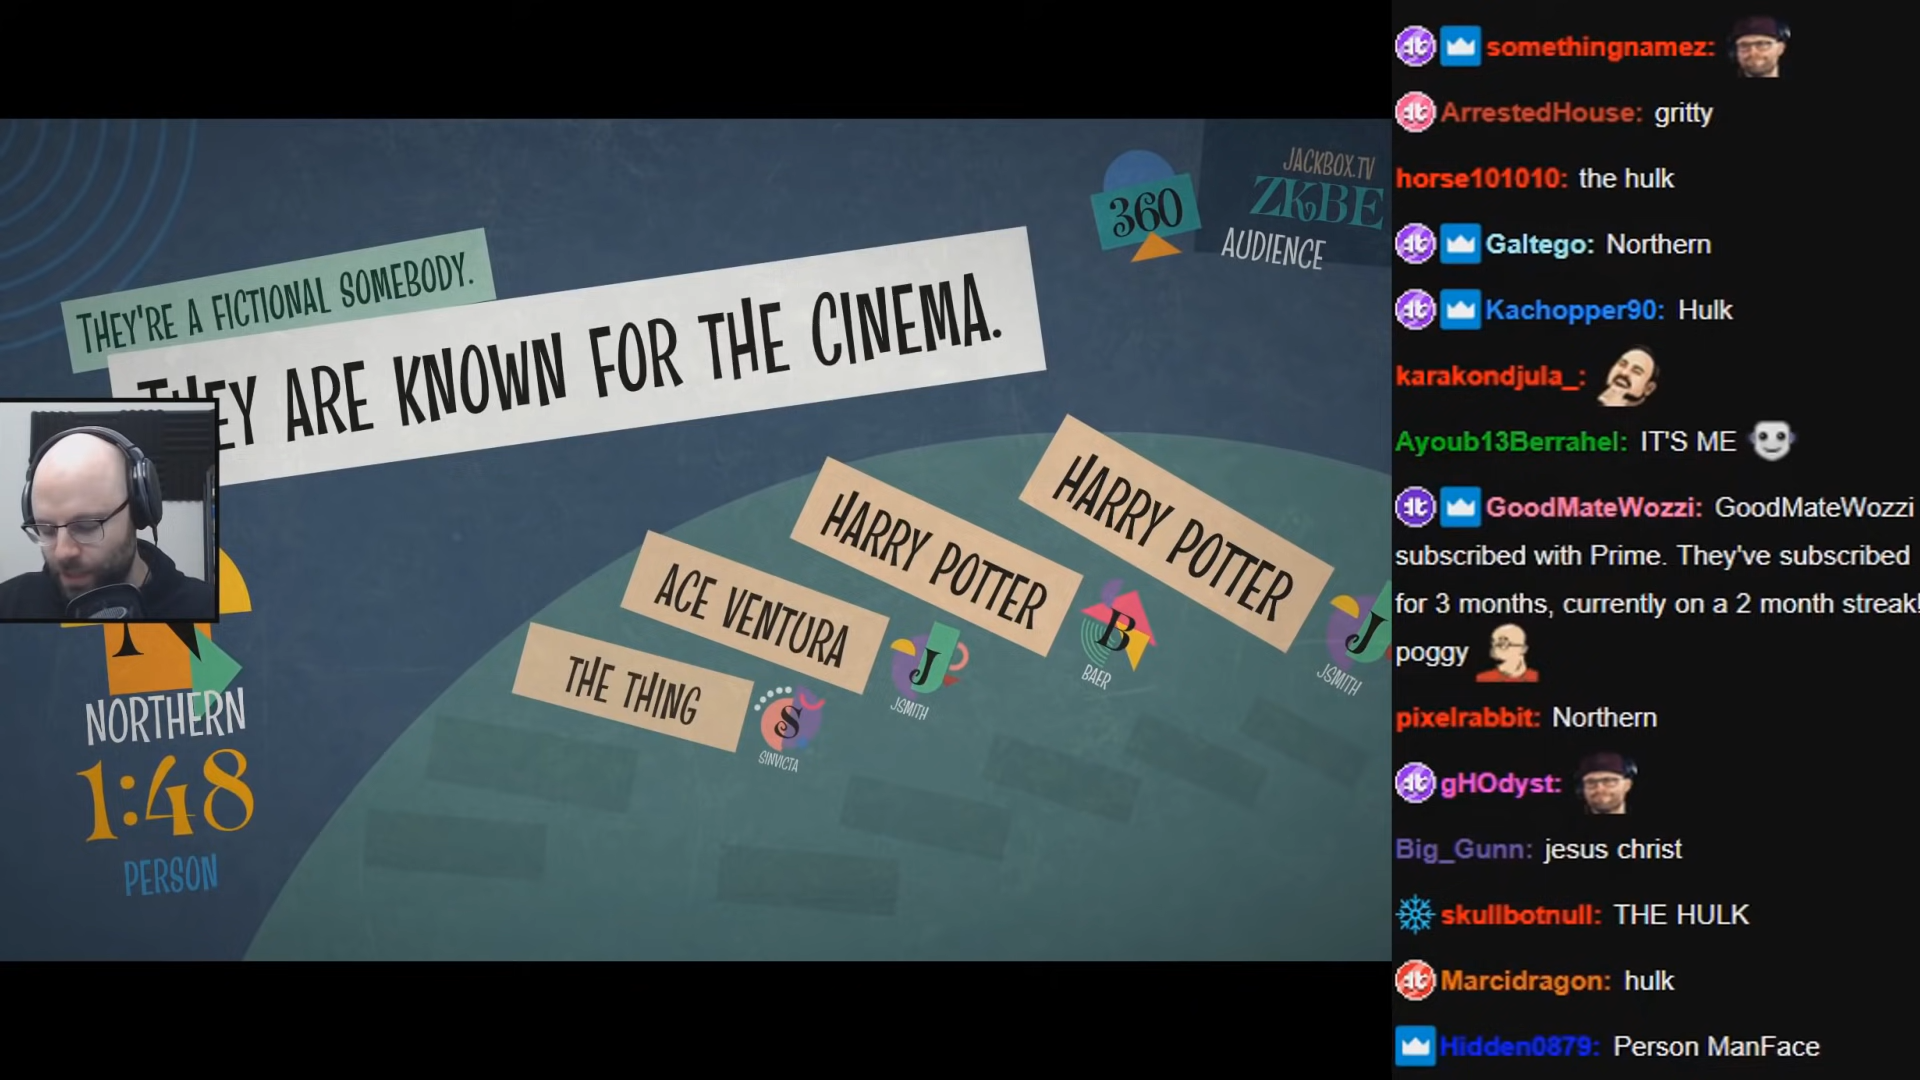 JACKBOX.TV
ZKBE
360
AUDIENCE
THEY'RE A FICTIONAL SOMEBODY.
THEY ARE KNOWN FOR THE CINEMA.
HARRY POTTER
J
JSMITH
HARRY POTTER
B
BAER
ACE VENTURA
J
JSMITH
THE THING
S
SINVICTA
N
NORTHERN
1:48
PERSON
somethingnamez:
ArrestedHouse: gritty
horse101010: the hulk
Galtego: Northern
Kachopper90: Hulk
karakondjula_:
Ayoub13Berrahel: IT'S ME
GoodMateWozzi: GoodMateWozzi
subscribed with Prime. They've subscribed
for 3 months, currently on a 2 month streak!
poggy
pixelrabbit: Northern
gHOdyst:
Big_Gunn: jesus christ
skullbotnull: THE HULK
Marcidragon: hulk
Hidden0879: Person ManFace